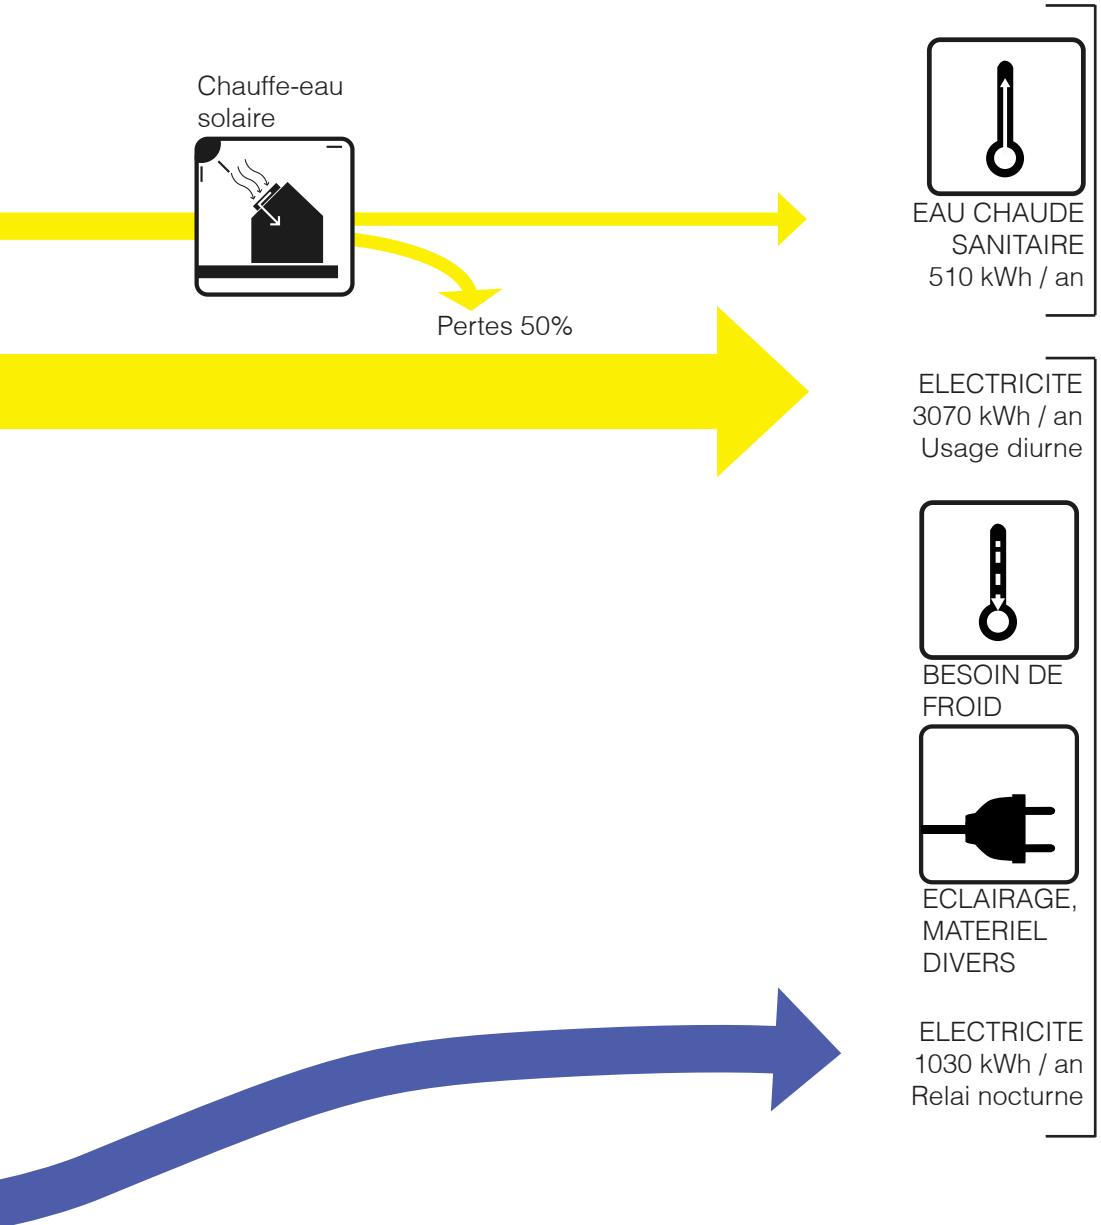 Chauffe-eau
solaire
EAU CHAUDE
SANITAIRE
510 kWh / an
Pertes 50%
ELECTRICITE
3070 kWh / an
Usage diurne
BESOIN DE
FROID
ECLAIRAGE,
MATERIEL
DIVERS
ELECTRICITE
1030 kWh / an
Relai nocturne